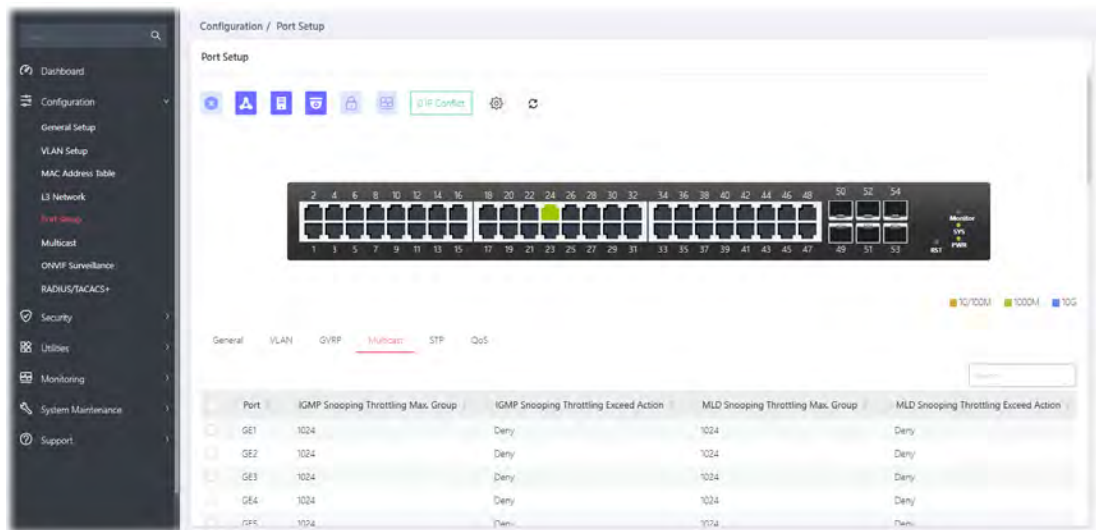 Configuration / Port Setup
Port Setup
Dashboard
Configuration
General Setup
VLAN Setup
MAC Address Table
L3 Network
Port Setup
Multicast
ONVIF Surveillance
RADIUS/TACACS+
Security
Utilities
Monitoring
System Maintenance
Support
IP Conflict
2 4 6 8 10 12 14 16 18 20 22 24 26 28 30 32 34 36 38 40 42 44 46 48 50 52 54
1 3 5 7 9 11 13 15 17 19 21 23 25 27 29 31 33 35 37 39 41 43 45 47 49 51 53
Monitor
SYS
PWR
RST
10/100M 1000M 10G
General VLAN GVRP Multicast STP QoS
Port IGMP Snooping Throttling Max. Group IGMP Snooping Throttling Exceed Action MLD Snooping Throttling Max. Group MLD Snooping Throttling Exceed Action
GE1 1024 Deny 1024 Deny
GE2 1024 Deny 1024 Deny
GE3 1024 Deny 1024 Deny
GE4 1024 Deny 1024 Deny
GE5 1024 Deny 1024 Deny